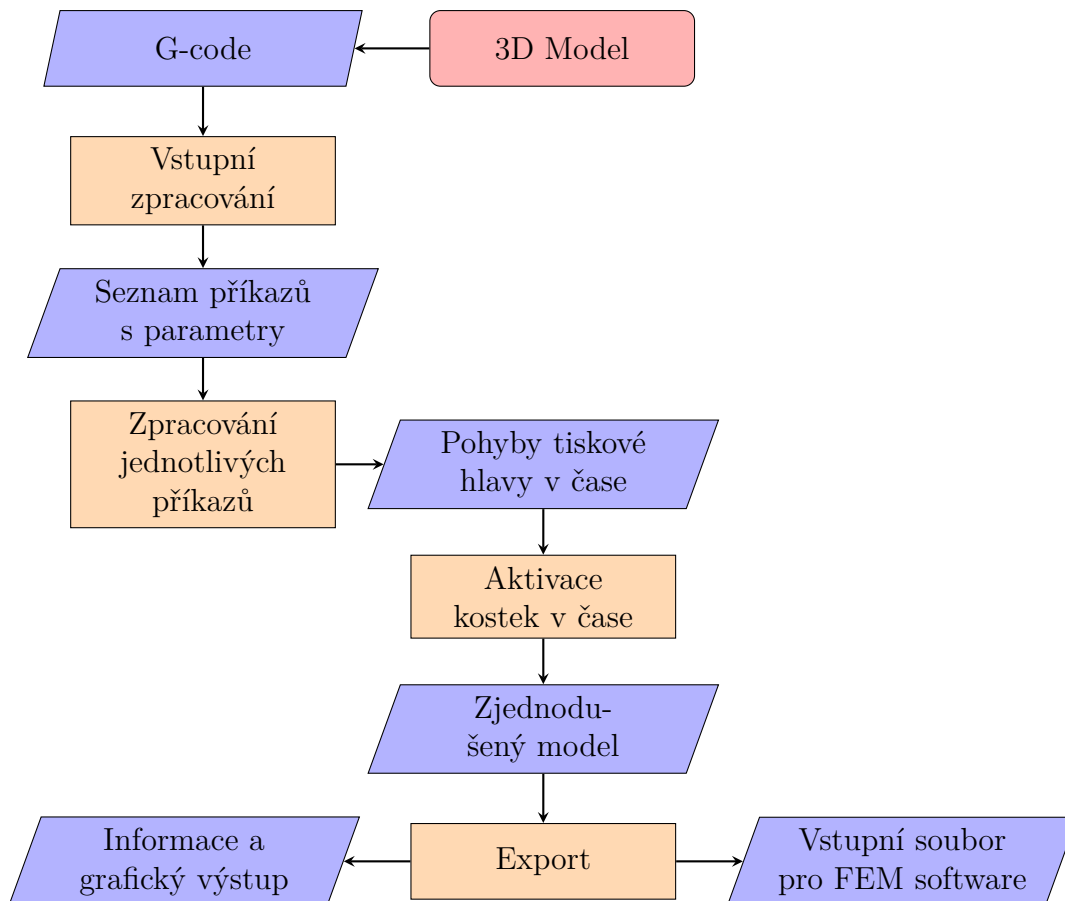 G-code
3D Model
Vstupní
zpracování
Seznam příkazů
s parametry
Zpracování
jednotlivých
příkazů
Pohyby tiskové
hlavy v čase
Aktivace
kostek v čase
Zjednodu-
šený model
Informace a
grafický výstup
Export
Vstupní soubor
pro FEM software